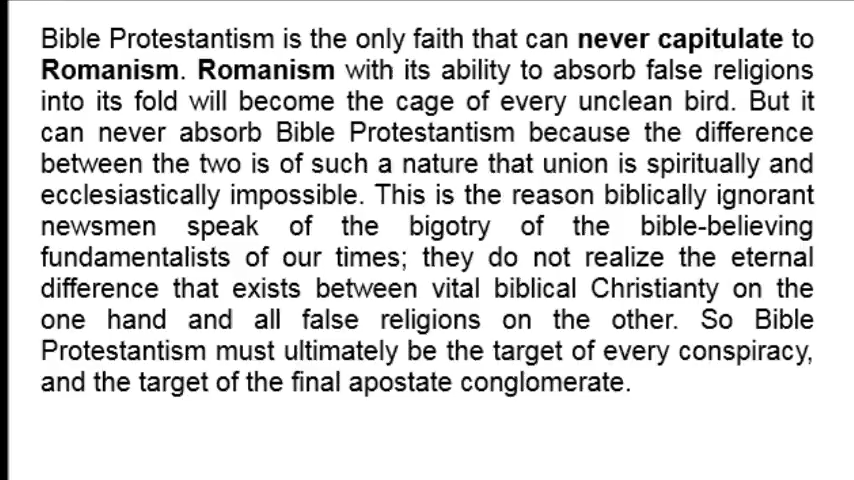 Bible Protestantism is the only faith that can never capitulate to
Romanism. Romanism with its ability to absorb false religions
into its fold will become the cage of every unclean bird. But it
can never absorb Bible Protestantism because the difference
between the two is of such a nature that union is spiritually and
ecclesiastically impossible. This is the reason biblically ignorant
newsmen speak of the bigotry of the bible-believing
fundamentalists of our times; they do not realize the eternal
difference that exists between vital biblical Christianty on the
one hand and all false religions on the other. So Bible
Protestantism must ultimately be the target of every conspiracy,
and the target of the final apostate conglomerate.